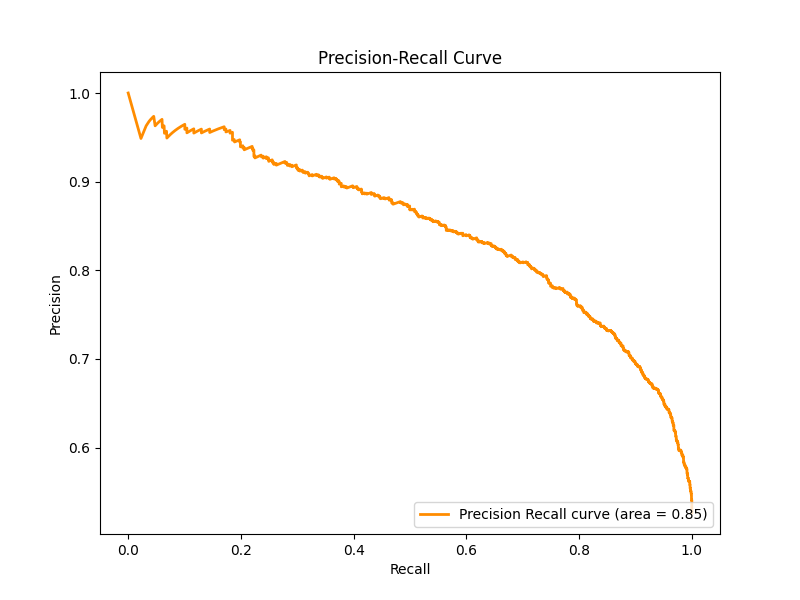 Precision-Recall Curve
1.0
0.9
0.8
0.7
0.6
Precision
Precision Recall curve (area = 0.85)
0.0 0.2 0.4 0.6 0.8 1.0
Recall